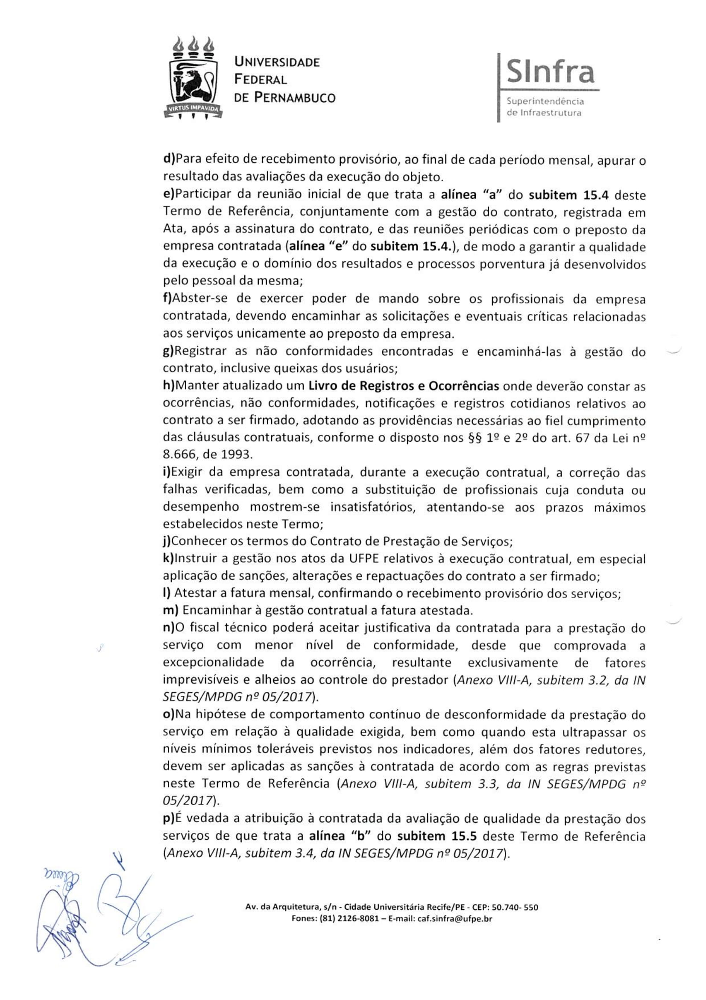 UNIVERSIDADE
FEDERAL
DE PERNAMBUCO
VIRTUS IMPAVIDA
SInfra
Superintendência
de Infraestrutura
d)Para efeito de recebimento provisório, ao final de cada período mensal, apurar o
resultado das avaliações da execução do objeto.
e)Participar da reunião inicial de que trata a alínea “a” do subitem 15.4 deste
Termo de Referência, conjuntamente com a gestão do contrato, registrada em
Ata, após a assinatura do contrato, e das reuniões periódicas com o preposto da
empresa contratada (alínea “e” do subitem 15.4.), de modo a garantir a qualidade
da execução e o domínio dos resultados e processos porventura já desenvolvidos
pelo pessoal da mesma;
f)Abster-se de exercer poder de mando sobre os profissionais da empresa
contratada, devendo encaminhar as solicitações e eventuais críticas relacionadas
aos serviços unicamente ao preposto da empresa.
g)Registrar as não conformidades encontradas e encaminhá-las à gestão do
contrato, inclusive queixas dos usuários;
h)Manter atualizado um Livro de Registros e Ocorrências onde deverão constar as
ocorrências, não conformidades, notificações e registros cotidianos relativos ao
contrato a ser firmado, adotando as providências necessárias ao fiel cumprimento
das cláusulas contratuais, conforme o disposto nos §§ 1º e 2º do art. 67 da Lei nº
8.666, de 1993.
i)Exigir da empresa contratada, durante a execução contratual, a correção das
falhas verificadas, bem como a substituição de profissionais cuja conduta ou
desempenho mostrem-se insatisfatórios, atentando-se aos prazos máximos
estabelecidos neste Termo;
j)Conhecer os termos do Contrato de Prestação de Serviços;
k)Instruir a gestão nos atos da UFPE relativos à execução contratual, em especial
aplicação de sanções, alterações e repactuações do contrato a ser firmado;
l) Atestar a fatura mensal, confirmando o recebimento provisório dos serviços;
m) Encaminhar à gestão contratual a fatura atestada.
n)O fiscal técnico poderá aceitar justificativa da contratada para a prestação do
serviço com menor nível de conformidade, desde que comprovada a
excepcionalidade da ocorrência, resultante exclusivamente de fatores
imprevisíveis e alheios ao controle do prestador (Anexo VIII-A, subitem 3.2, da IN
SEGES/MPDG nº 05/2017).
o)Na hipótese de comportamento contínuo de desconformidade da prestação do
serviço em relação à qualidade exigida, bem como quando esta ultrapassar os
níveis mínimos toleráveis previstos nos indicadores, além dos fatores redutores,
devem ser aplicadas as sanções à contratada de acordo com as regras previstas
neste Termo de Referência (Anexo VIII-A, subitem 3.3, da IN SEGES/MPDG nº
05/2017).
p)É vedada a atribuição à contratada da avaliação de qualidade da prestação dos
serviços de que trata a alínea “b” do subitem 15.5 deste Termo de Referência
(Anexo VIII-A, subitem 3.4, da IN SEGES/MPDG nº 05/2017).
Av. da Arquitetura, s/n - Cidade Universitária Recife/PE - CEP: 50.740- 550
Fones: (81) 2126-8081 – E-mail: caf.sinfra@ufpe.br